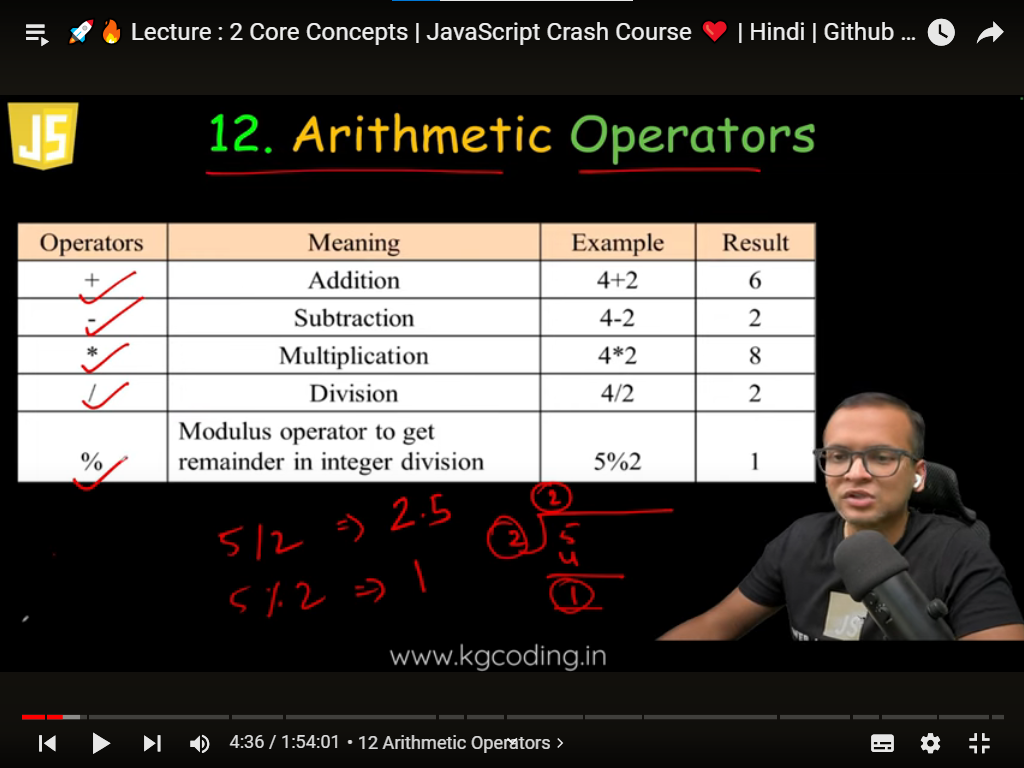 🚀🔥 Lecture : 2 Core Concepts | JavaScript Crash Course ❤️ | Hindi | Github ...
JS
12. Arithmetic Operators
Operators Meaning Example Result
+ Addition 4+2 6
- Subtraction 4-2 2
* Multiplication 4*2 8
/ Division 4/2 2
% Modulus operator to get
remainder in integer division 5%2 1
5/2 => 2.5
5%2 => 1
2
2 5
4
1
JS
www.kgcoding.in
4:36 / 1:54:01 • 12 Arithmetic Operators >